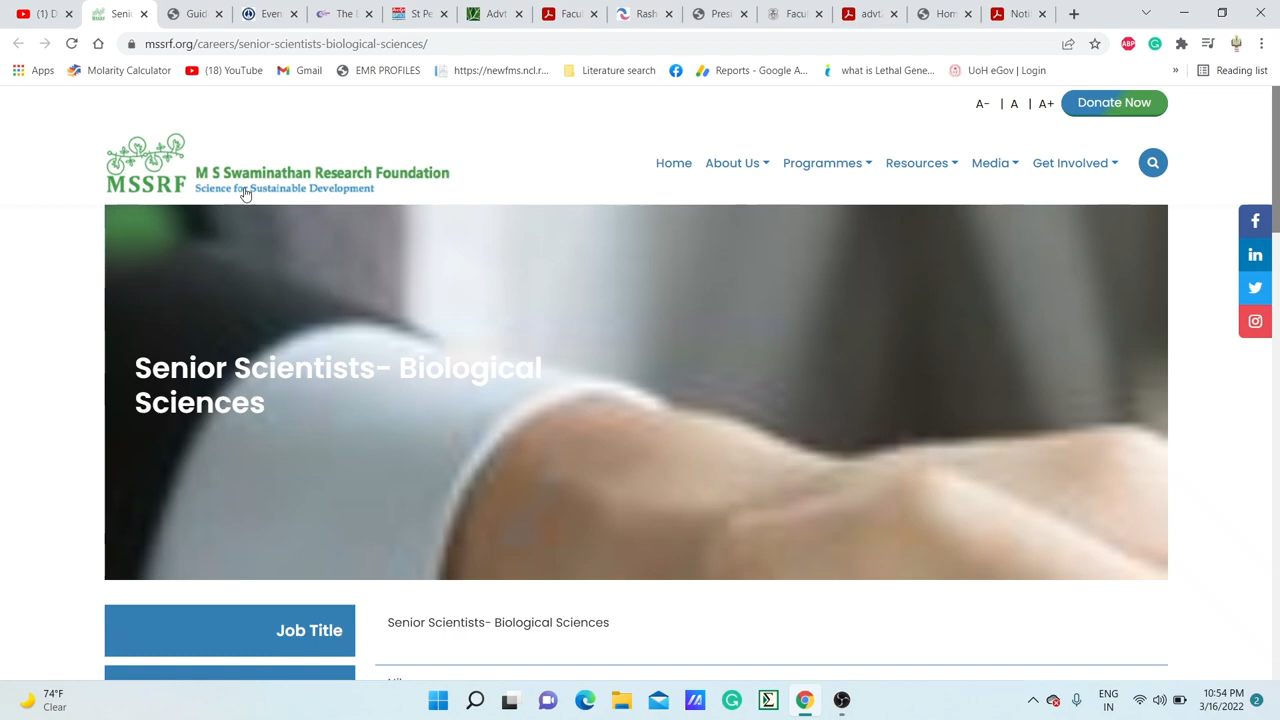 (1) D
Senio
Guid
Even
The E
St Pe
Advt
Fac
Rash
Presi
advt.
Hom
Noti
mssrf.org/careers/senior-scientists-biological-sciences/
Apps
Molarity Calculator
(18) YouTube
Gmail
EMR PROFILES
https://newfms.ncl.r...
Literature search
Reports - Google A...
what is Lethal Gene...
UoH eGov | Login
»
Reading list
A- | A | A+
Donate Now
MSSRF
M S Swaminathan Research Foundation
Science for Sustainable Development
Home
About Us
Programmes
Resources
Media
Get Involved
Senior Scientists- Biological
Sciences
Job Title
Senior Scientists- Biological Sciences
74°F
Clear
ENG
IN
10:54 PM
3/16/2022
2